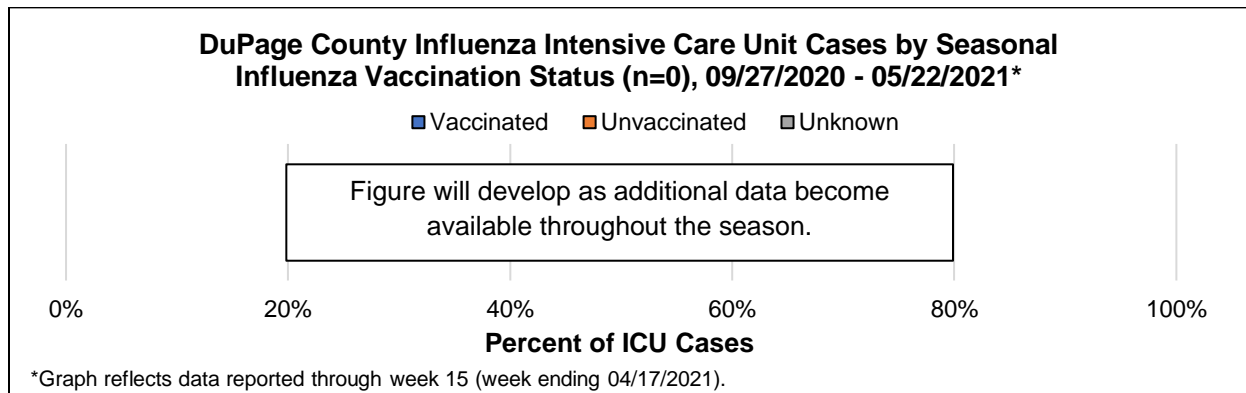 DuPage County Influenza Intensive Care Unit Cases by Seasonal
Influenza Vaccination Status (n=0), 09/27/2020 - 05/22/2021*
Vaccinated Unvaccinated Unknown
Figure will develop as additional data become
available throughout the season.
0% 20% 40% 60% 80% 100%
Percent of ICU Cases
*Graph reflects data reported through week 15 (week ending 04/17/2021).